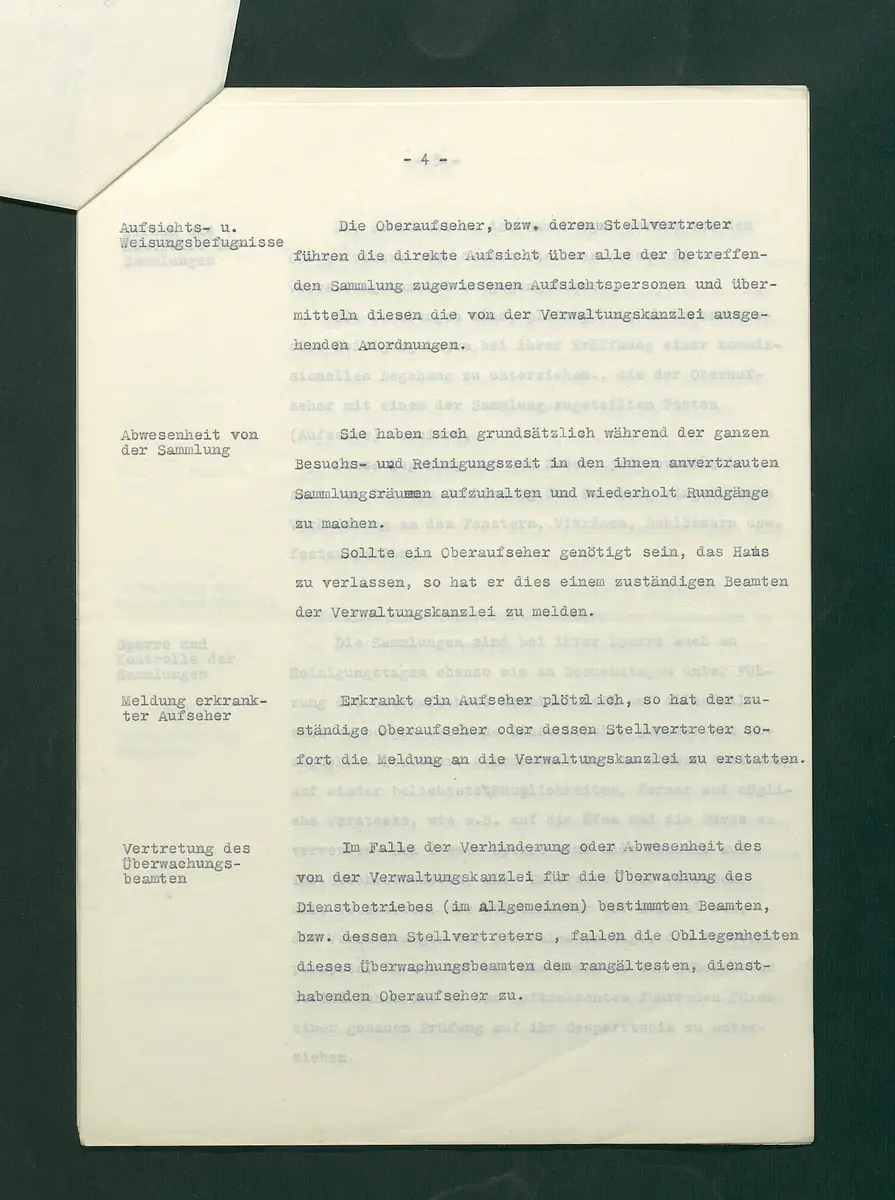 - 4 -
Aufsichts- u.
Weisungsbefugnisse
Die Oberaufseher, bzw. deren Stellvertreter
führen die direkte Aufsicht über alle der betreffen-
den Sammlung zugewiesenen Aufsichtspersonen und über-
mitteln diesen die von der Verwaltungskanzlei ausge-
henden Anordnungen.
Abwesenheit von
der Sammlung
Sie haben sich grundsätzlich während der ganzen
Besuchs- und Reinigungszeit in den ihnen anvertrauten
Sammlungsräumen aufzuhalten und wiederholt Rundgänge
zu machen.
Sollte ein Oberaufseher genötigt sein, das Haus
zu verlassen, so hat er dies einem zuständigen Beamten
der Verwaltungskanzlei zu melden.
Meldung erkrank-
ter Aufseher
Erkrankt ein Aufseher plötzlich, so hat der zu-
ständige Oberaufseher oder dessen Stellvertreter so-
fort die Meldung an die Verwaltungskanzlei zu erstatten.
Vertretung des
Überwachungs-
beamten
Im Falle der Verhinderung oder Abwesenheit des
von der Verwaltungskanzlei für die Überwachung des
Dienstbetriebes (im allgemeinen) bestimmten Beamten,
bzw. dessen Stellvertreters , fallen die Obliegenheiten
dieses Überwachungsbeamten dem rangältesten, dienst-
habenden Oberaufseher zu.